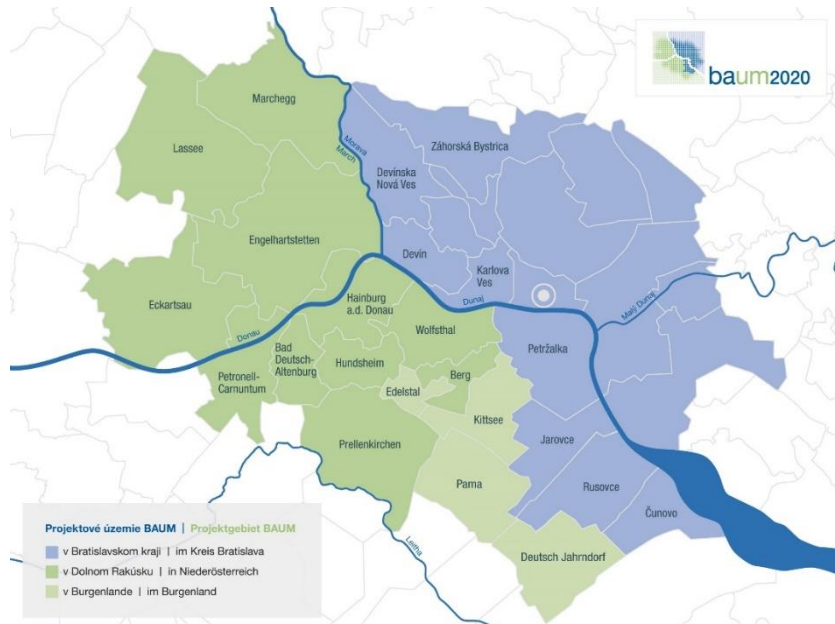 baum2020
Marchegg
Lassee
Morava
March
Záhorská Bystrica
Devínska
Nová Ves
Engelhartstetten
Devín
Karlova
Ves
Eckartsau
Hainburg
a.d. Donau
Dunaj
Malý Dunaj
Donau
Wolfsthal
Bad
Deutsch-
Altenburg
Hundsheim
Petržalka
Petronell-
Carnuntum
Berg
Edelstal
Kittsee
Prellenkirchen
Jarovce
Pama
Rusovce
Čunovo
Leitha
Deutsch Jahrndorf
Projektové územie BAUM | Projektgebiet BAUM
v Bratislavskom kraji | im Kreis Bratislava
v Dolnom Rakúsku | in Niederösterreich
v Burgenlande | im Burgenland